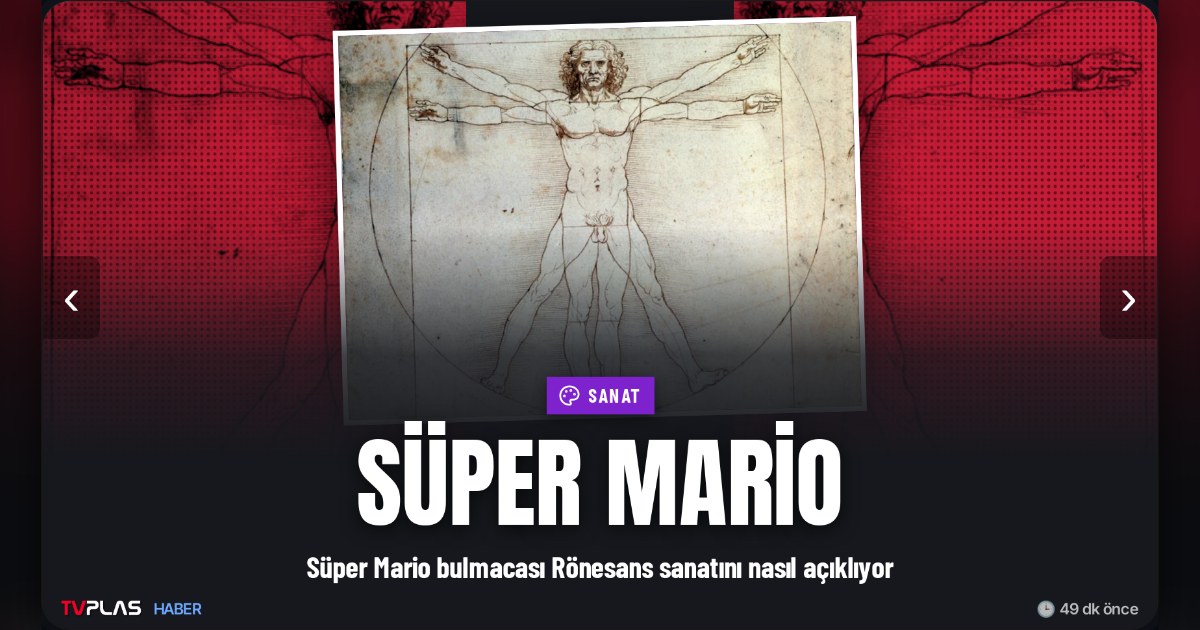 SANAT
SÜPER MARİO
Süper Mario bulmacası Rönesans sanatını nasıl açıklıyor
TVPLAS HABER
49 dk önce